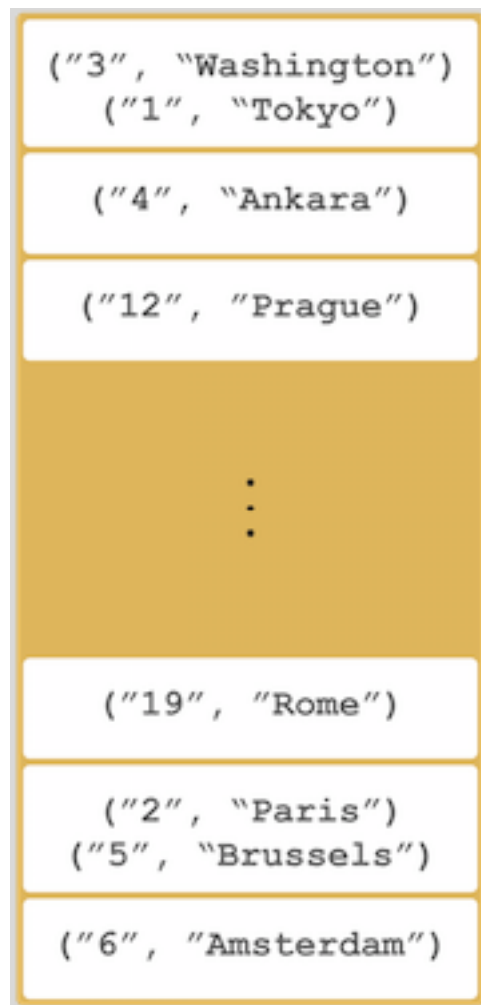 (″3″, “Washington″)
(″1″, “Tokyo″)
(″4″, “Ankara″)
(″12″, ″Prague″)
⋮
(″19″, ″Rome″)
(″2″, “Paris″)
(″5″, “Brussels″)
(″6″, ″Amsterdam″)